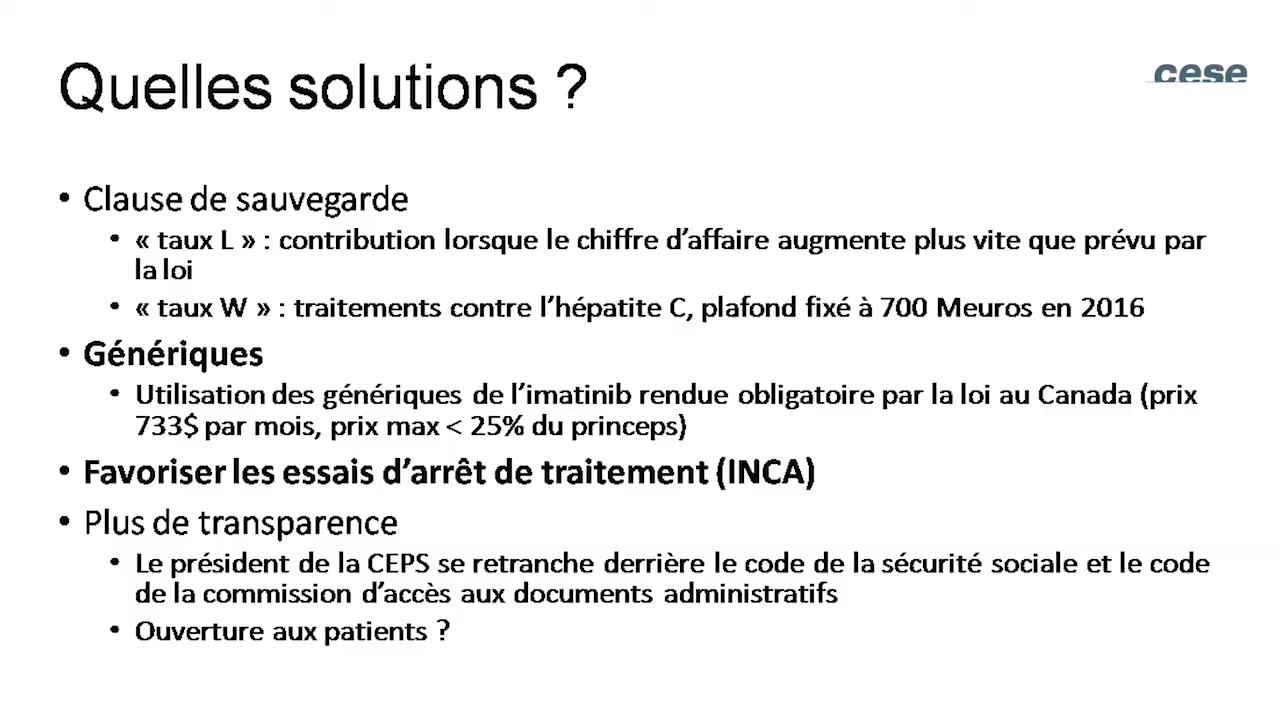 Quelles solutions ?
cese
• Clause de sauvegarde
• « taux L » : contribution lorsque le chiffre d’affaire augmente plus vite que prévu par
la loi
• « taux W » : traitements contre l’hépatite C, plafond fixé à 700 Meuros en 2016
• Génériques
• Utilisation des génériques de l’imatinib rendue obligatoire par la loi au Canada (prix
733$ par mois, prix max < 25% du princeps)
• Favoriser les essais d’arrêt de traitement (INCA)
• Plus de transparence
• Le président de la CEPS se retranche derrière le code de la sécurité sociale et le code
de la commission d’accès aux documents administratifs
• Ouverture aux patients ?